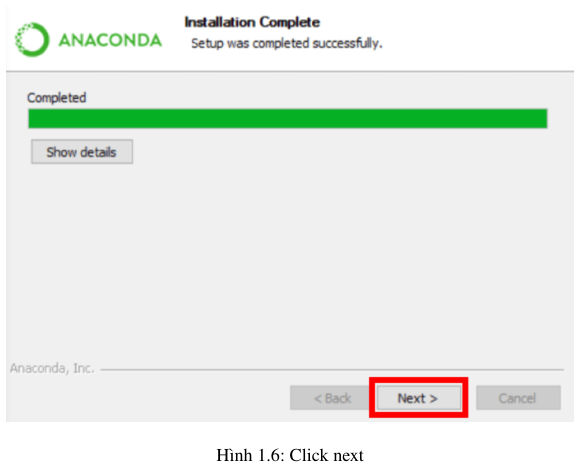 ANACONDA
Installation Complete
Setup was completed successfully.
Completed
Show details
Anaconda, Inc.
< Back Next > Cancel
Hình 1.6: Click next